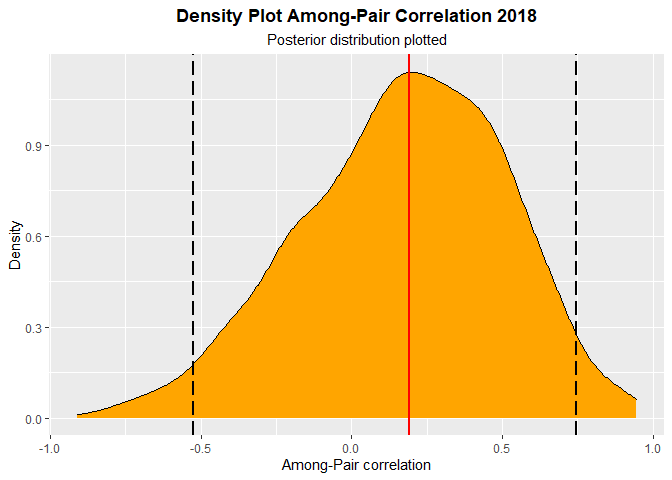 Density Plot Among-Pair Correlation 2018
Posterior distribution plotted
Density
0.9
0.6
0.3
0.0
-1.0 -0.5 0.0 0.5 1.0
Among-Pair correlation